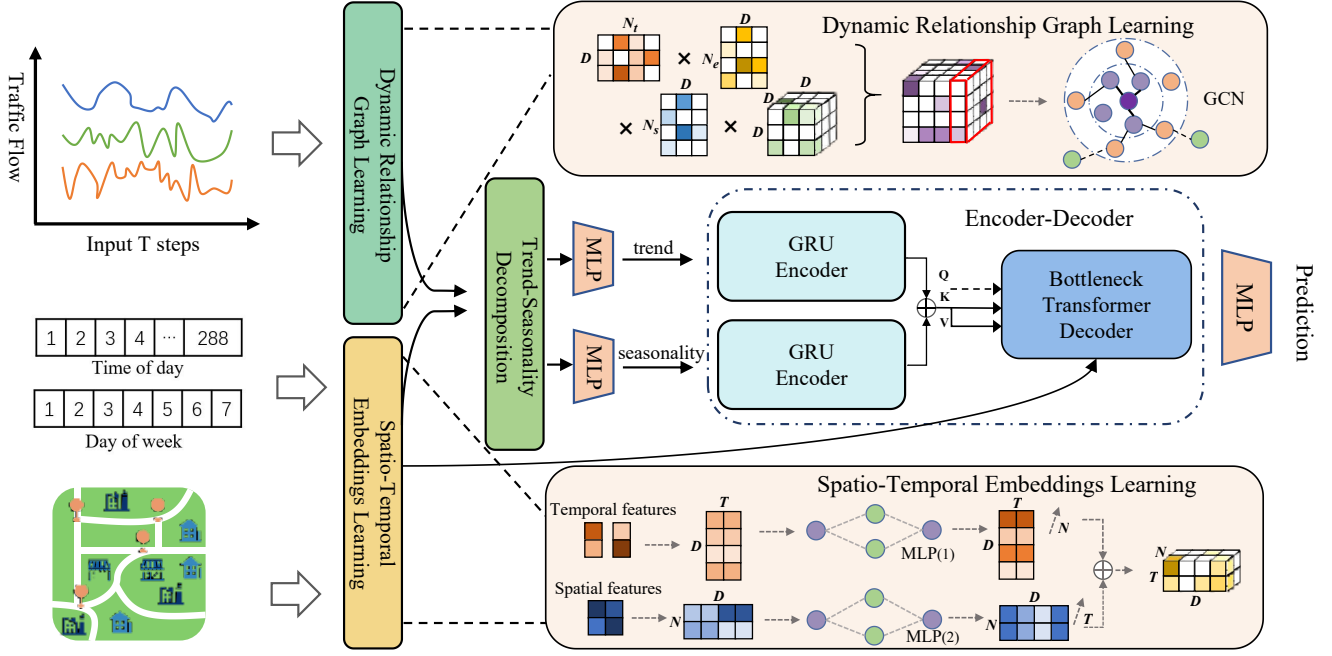 Traffic
Flow
Input T steps
1 2 3 4 ... 288
Time of day
1 2 3 4 5 6 7
Day of week
Dynamic Relationship
Graph Learning
Spatio-Temporal
Embeddings Learning
Dynamic Relationship Graph Learning
N_t
D
×
D
N_e
×
D
N_s
×
D
D
D
GCN
Trend-Seasonality
Decomposition
MLP
trend
MLP
seasonality
Encoder-Decoder
GRU
Encoder
GRU
Encoder
Q
K
V
Bottleneck
Transformer
Decoder
MLP
Prediction
Spatio-Temporal Embeddings Learning
Temporal features
T
D
MLP(1)
T
D
N
Spatial features
D
N
MLP(2)
D
N
T
N
T
D